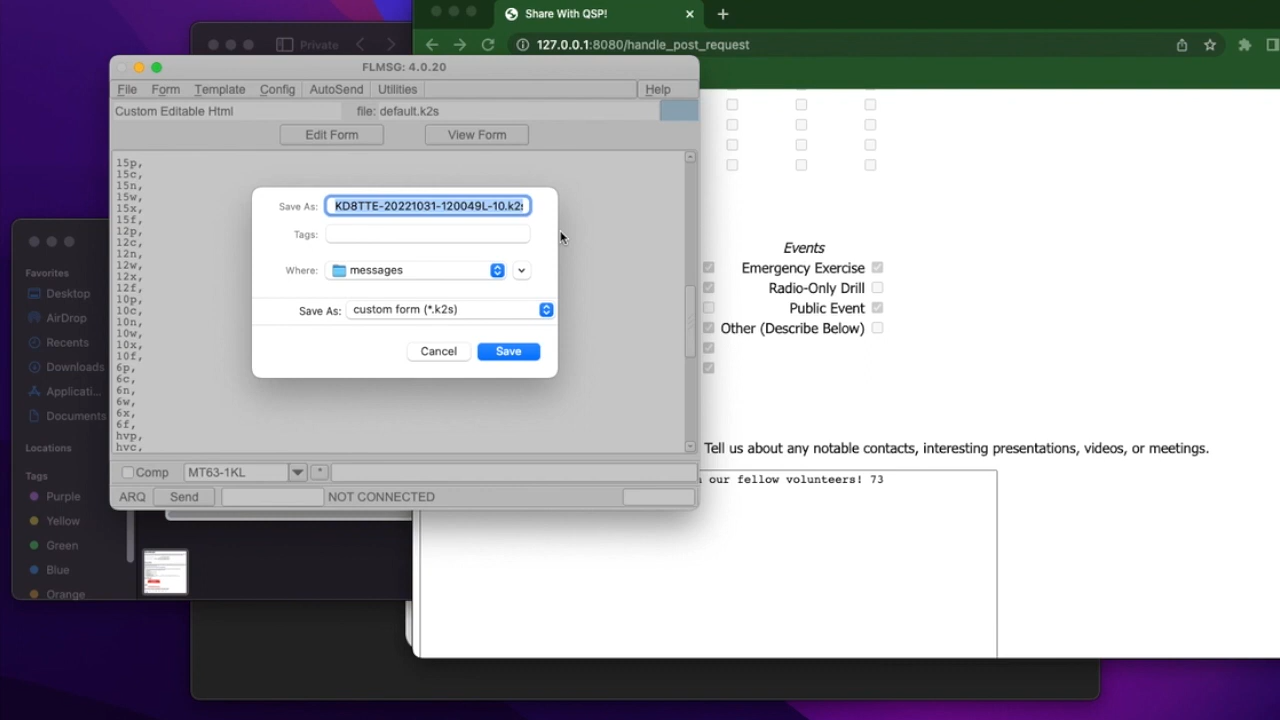 Share With QSP!
Private
127.0.0.1:8080/handle_post_request
FLMSG: 4.0.20
File Form Template Config AutoSend Utilities Help
Custom Editable Html file: default.k2s
Edit Form View Form
15p,
15c,
15n,
15w,
15x,
15f,
12p,
12c,
12n,
12w,
12x,
12f,
10p,
10c,
10n,
10w,
10x,
10f,
6p,
6c,
6n,
6w,
6x,
6f,
hvp,
hvc,
Save As: KD8TTE-20221031-120049L-10.k2s
Tags:
Where: messages
Save As: custom form (*.k2s)
Cancel Save
Comp MT63-1KL *
ARQ Send NOT CONNECTED
Favorites
Desktop
AirDrop
Recents
Downloads
Applicati...
Documents
Locations
Tags
Purple
Yellow
Green
Blue
Orange
Events
Emergency Exercise
Radio-Only Drill
Public Event
Other (Describe Below)
Tell us about any notable contacts, interesting presentations, videos, or meetings.
our fellow volunteers! 73